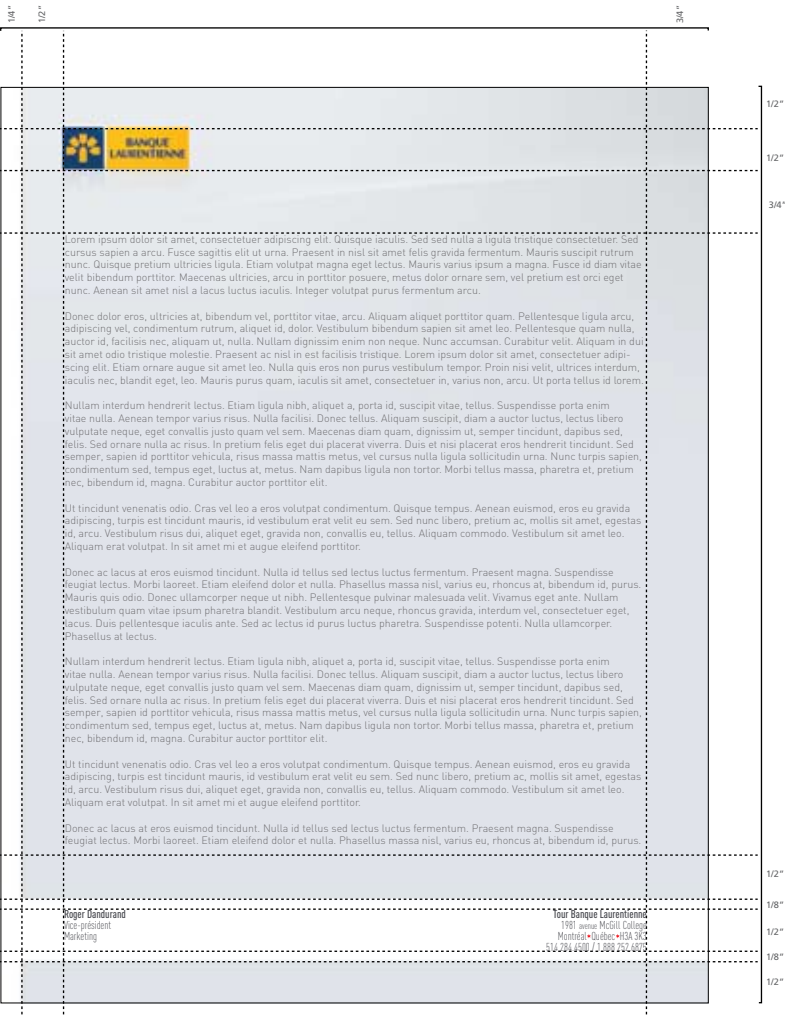 1/4"
1/2"
3/4"
1/2"
BANQUE
LAURENTIENNE
1/2"
3/4"
Lorem ipsum dolor sit amet, consectetuer adipiscing elit. Quisque iaculis. Sed sed nulla a ligula tristique consectetuer. Sed
cursus sapien a arcu. Fusce sagittis elit ut urna. Praesent in nisl sit amet felis gravida fermentum. Mauris suscipit rutrum
nunc. Quisque pretium ultricies ligula. Etiam volutpat magna eget lectus. Mauris varius ipsum a magna. Fusce id diam vitae
velit bibendum porttitor. Maecenas ultricies, arcu in porttitor posuere, metus dolor ornare sem, vel pretium est orci eget
nunc. Aenean sit amet nisl a lacus luctus iaculis. Integer volutpat purus fermentum arcu.
Donec dolor eros, ultricies at, bibendum vel, porttitor vitae, arcu. Aliquam aliquet porttitor quam. Pellentesque ligula arcu,
adipiscing vel, condimentum rutrum, aliquet id, dolor. Vestibulum bibendum sapien sit amet leo. Pellentesque quam nulla,
auctor id, facilisis nec, aliquam ut, nulla. Nullam dignissim enim non neque. Nunc accumsan. Curabitur velit. Aliquam in dui
sit amet odio tristique molestie. Praesent ac nisl in est facilisis tristique. Lorem ipsum dolor sit amet, consectetuer adipi-
scing elit. Etiam ornare augue sit amet leo. Nulla quis eros non purus vestibulum tempor. Proin nisi velit, ultrices interdum,
iaculis nec, blandit eget, leo. Mauris purus quam, iaculis sit amet, consectetuer in, varius non, arcu. Ut porta tellus id lorem.
Nullam interdum hendrerit lectus. Etiam ligula nibh, aliquet a, porta id, suscipit vitae, tellus. Suspendisse porta enim
vitae nulla. Aenean tempor varius risus. Nulla facilisi. Donec tellus. Aliquam suscipit, diam a auctor luctus, lectus libero
vulputate neque, eget convallis justo quam vel sem. Maecenas diam quam, dignissim ut, semper tincidunt, dapibus sed,
felis. Sed ornare nulla ac risus. In pretium felis eget dui placerat viverra. Duis et nisi placerat eros hendrerit tincidunt. Sed
semper, sapien id porttitor vehicula, risus massa mattis metus, vel cursus nulla ligula sollicitudin urna. Nunc turpis sapien,
condimentum sed, tempus eget, luctus at, metus. Nam dapibus ligula non tortor. Morbi tellus massa, pharetra et, pretium
nec, bibendum id, magna. Curabitur auctor porttitor elit.
Ut tincidunt venenatis odio. Cras vel leo a eros volutpat condimentum. Quisque tempus. Aenean euismod, eros eu gravida
adipiscing, turpis est tincidunt mauris, id vestibulum erat velit eu sem. Sed nunc libero, pretium ac, mollis sit amet, egestas
id, arcu. Vestibulum risus dui, aliquet eget, gravida non, convallis eu, tellus. Aliquam commodo. Vestibulum sit amet leo.
Aliquam erat volutpat. In sit amet mi et augue eleifend porttitor.
Donec ac lacus at eros euismod tincidunt. Nulla id tellus sed lectus luctus fermentum. Praesent magna. Suspendisse
feugiat lectus. Morbi laoreet. Etiam eleifend dolor et nulla. Phasellus massa nisl, varius eu, rhoncus at, bibendum id, purus.
Mauris quis odio. Donec ullamcorper neque ut nibh. Pellentesque pulvinar malesuada velit. Vivamus eget ante. Nullam
vestibulum quam vitae ipsum pharetra blandit. Vestibulum arcu neque, rhoncus gravida, interdum vel, consectetuer eget,
lacus. Duis pellentesque iaculis ante. Sed ac lectus id purus luctus pharetra. Suspendisse potenti. Nulla ullamcorper.
Phasellus at lectus.
Nullam interdum hendrerit lectus. Etiam ligula nibh, aliquet a, porta id, suscipit vitae, tellus. Suspendisse porta enim
vitae nulla. Aenean tempor varius risus. Nulla facilisi. Donec tellus. Aliquam suscipit, diam a auctor luctus, lectus libero
vulputate neque, eget convallis justo quam vel sem. Maecenas diam quam, dignissim ut, semper tincidunt, dapibus sed,
felis. Sed ornare nulla ac risus. In pretium felis eget dui placerat viverra. Duis et nisi placerat eros hendrerit tincidunt. Sed
semper, sapien id porttitor vehicula, risus massa mattis metus, vel cursus nulla ligula sollicitudin urna. Nunc turpis sapien,
condimentum sed, tempus eget, luctus at, metus. Nam dapibus ligula non tortor. Morbi tellus massa, pharetra et, pretium
nec, bibendum id, magna. Curabitur auctor porttitor elit.
Ut tincidunt venenatis odio. Cras vel leo a eros volutpat condimentum. Quisque tempus. Aenean euismod, eros eu gravida
adipiscing, turpis est tincidunt mauris, id vestibulum erat velit eu sem. Sed nunc libero, pretium ac, mollis sit amet, egestas
id, arcu. Vestibulum risus dui, aliquet eget, gravida non, convallis eu, tellus. Aliquam commodo. Vestibulum sit amet leo.
Aliquam erat volutpat. In sit amet mi et augue eleifend porttitor.
Donec ac lacus at eros euismod tincidunt. Nulla id tellus sed lectus luctus fermentum. Praesent magna. Suspendisse
feugiat lectus. Morbi laoreet. Etiam eleifend dolor et nulla. Phasellus massa nisl, varius eu, rhoncus at, bibendum id, purus.
1/2"
1/8"
Roger Dandurand
Vice-président
Marketing
Tour Banque Laurentienne
1981 avenue McGill College
Montréal•Québec•H3A 3K3
514 284 4500 / 1 888 252
1/2"
1/8"
1/2"